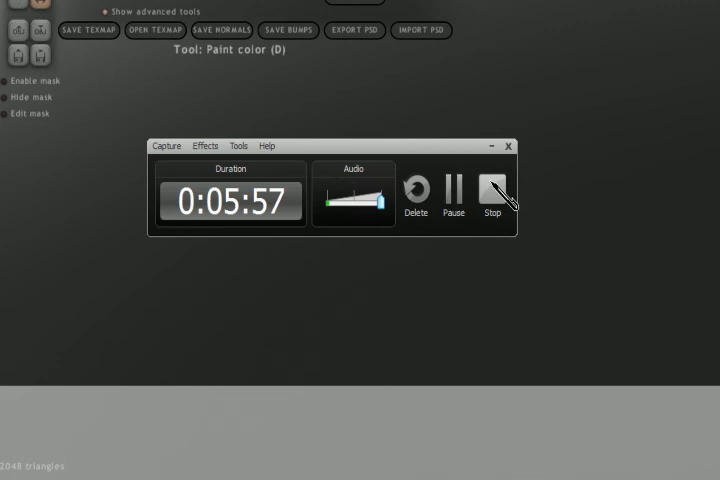 Show advanced tools
SAVE TEXMAP OPEN TEXMAP SAVE NORMALS SAVE BUMPS EXPORT PSD IMPORT PSD
Tool: Paint color (D)
Enable mask
Hide mask
Edit mask
Capture Effects Tools Help – X
Duration Audio
0:05:57
Delete Pause Stop
2048 triangles